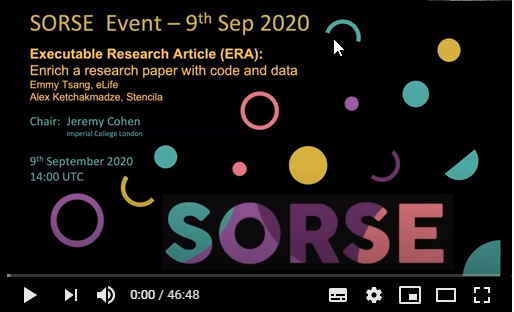 SORSE Event – 9th Sep 2020
Executable Research Article (ERA):
Enrich a research paper with code and data
Emmy Tsang, eLife
Alex Ketchakmadze, Stencila
Chair: Jeremy Cohen
Imperial College London
9th September 2020
14:00 UTC
SORSE
0:00 / 46:48